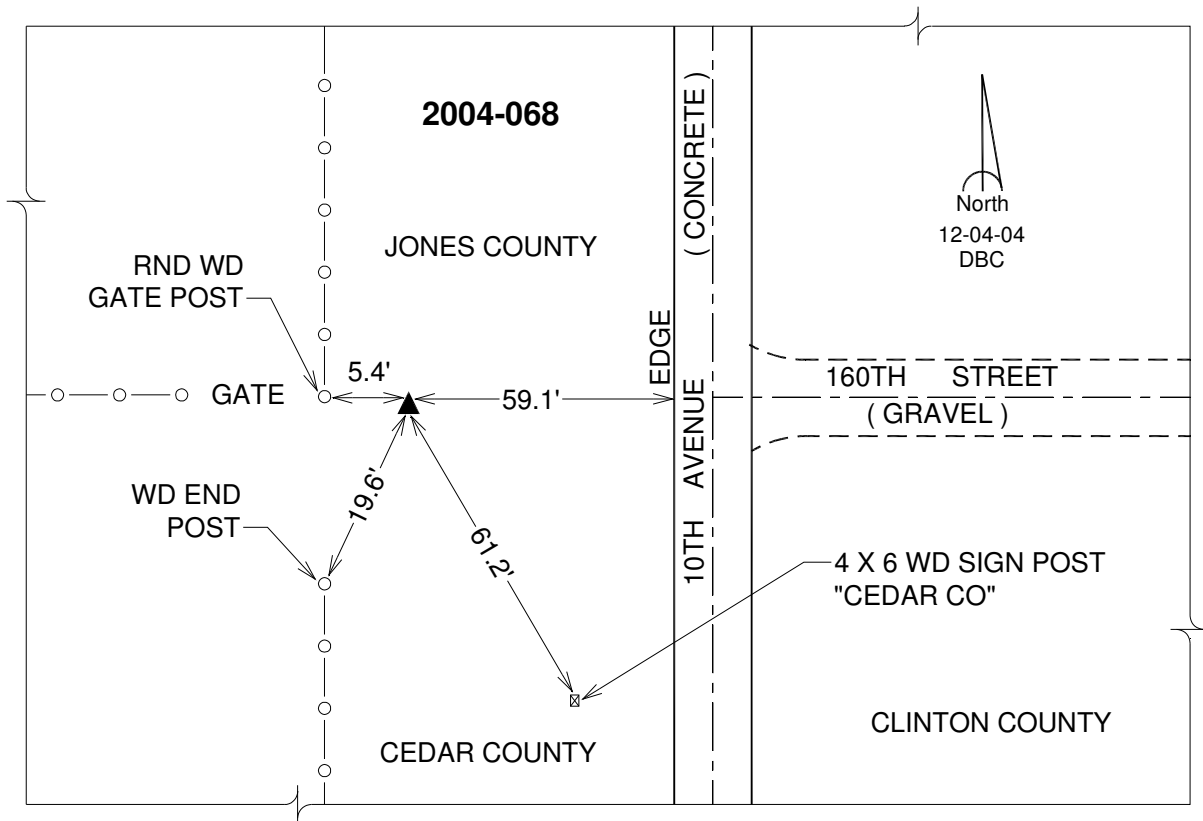 2004-068
( CONCRETE )
North
12-04-04
DBC
JONES COUNTY
RND WD
GATE POST
EDGE
5.4'
59.1'
GATE
160TH STREET
( GRAVEL )
10TH AVENUE
WD END
POST
19.6'
61.2'
4 X 6 WD SIGN POST
"CEDAR CO"
CEDAR COUNTY
CLINTON COUNTY